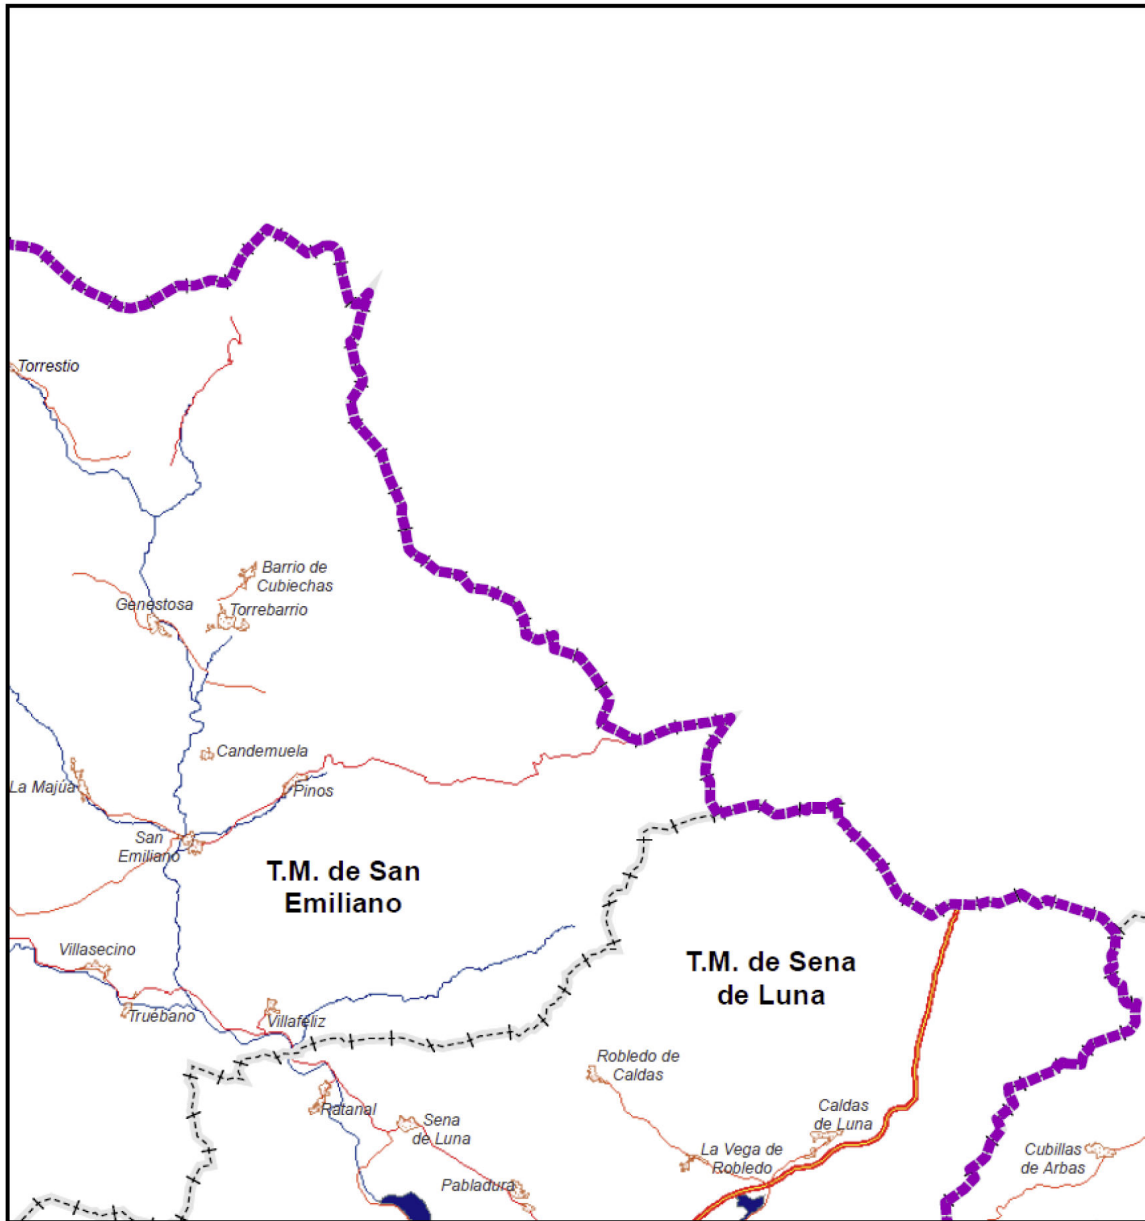 Torrestio
Barrio de
Cubiechas
Genestosa
Torrebarrio
Candemuela
La Majúa
Pinos
San
Emiliano
T.M. de San
Emiliano
Villasecino
T.M. de Sena
de Luna
Truébano
Villafeliz
Robledo de
Caldas
Ratanal
Sena
de Luna
Caldas
de Luna
La Vega de
Robledo
Cubillas
de Arbas
Pabladura